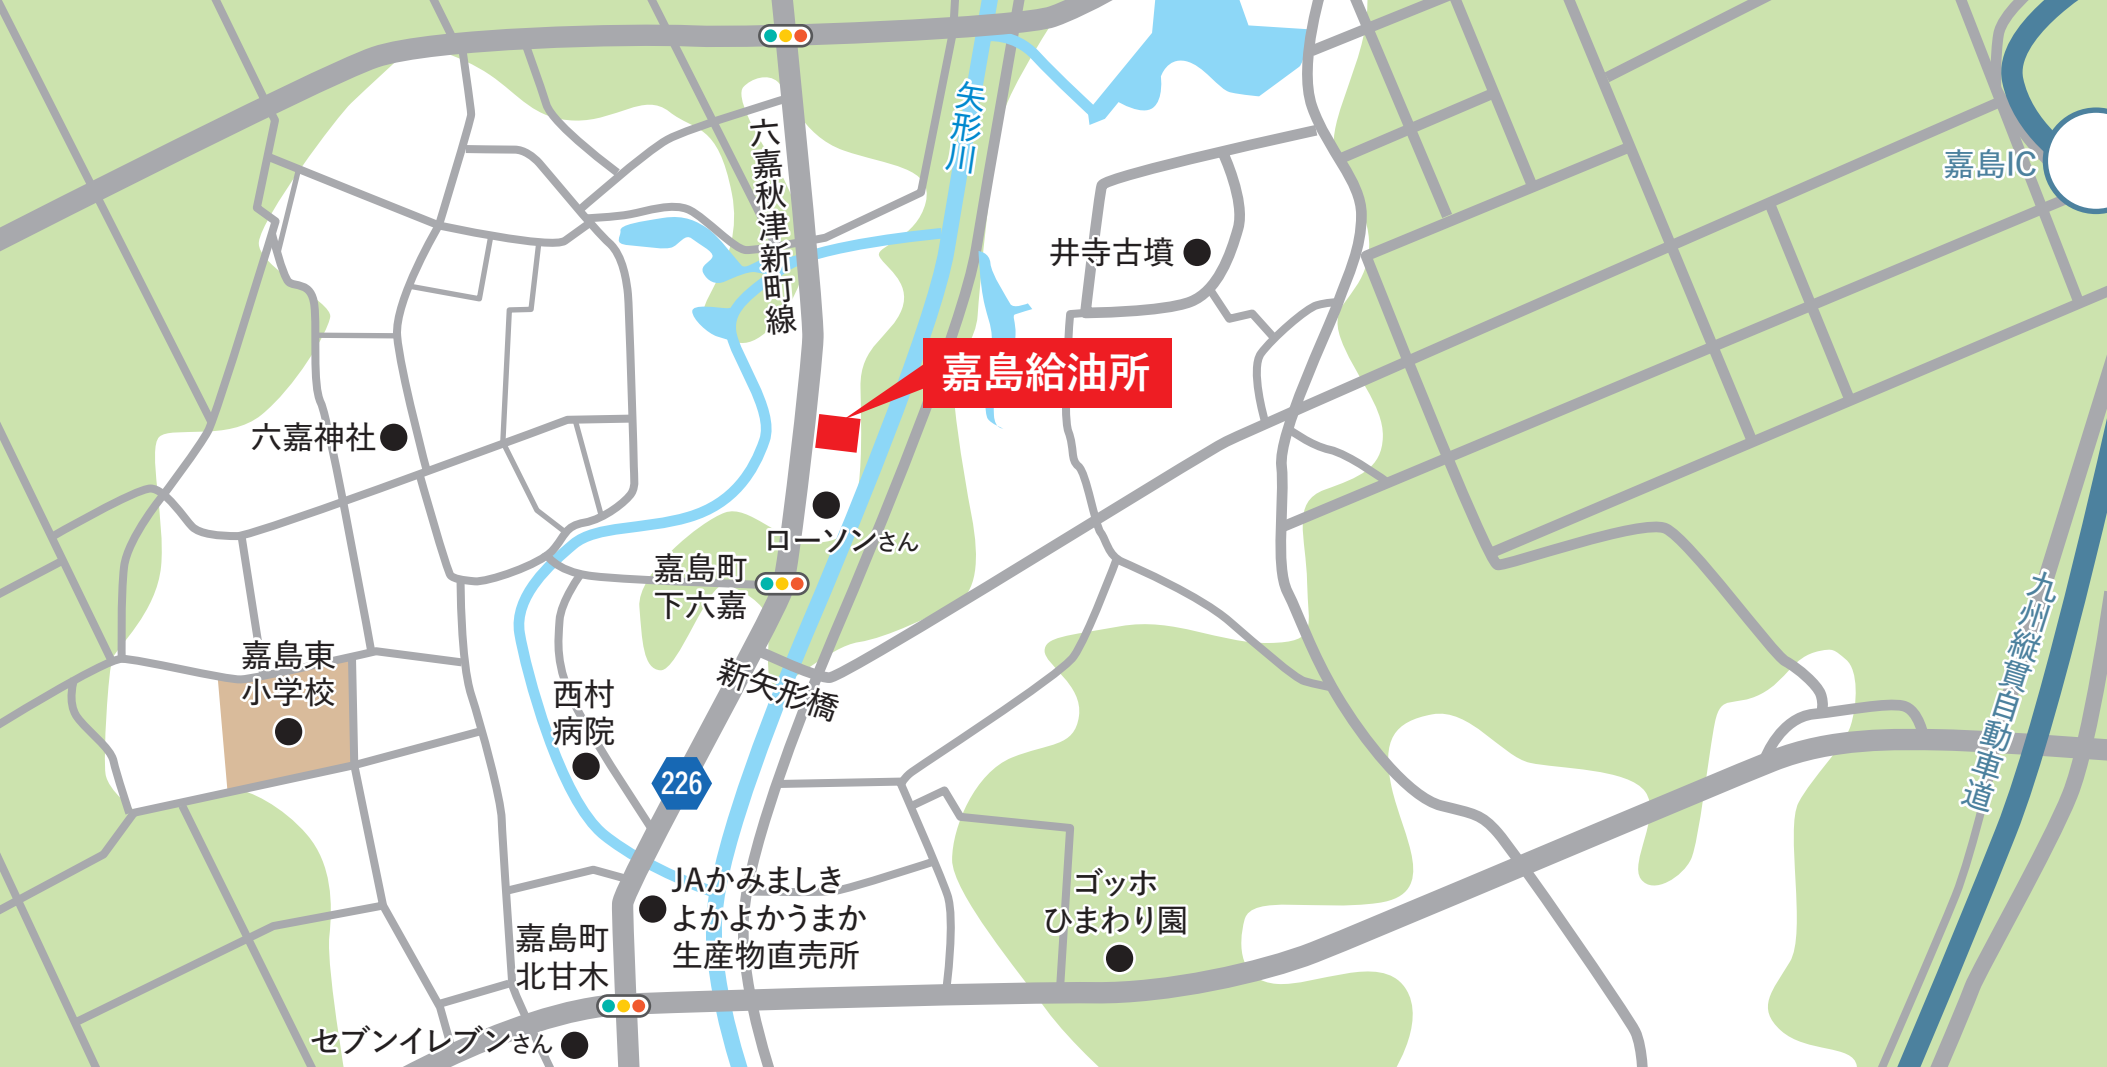 矢形川
六嘉秋津新町線
嘉島IC
井寺古墳
嘉島給油所
六嘉神社
ローソンさん
嘉島町
下六嘉
九州縦貫自動車道
嘉島東
小学校
新矢形橋
西村
病院
226
JAかみましき
よかよかうまか
生産物直売所
ゴッホ
ひまわり園
嘉島町
北甘木
セブンイレブンさん